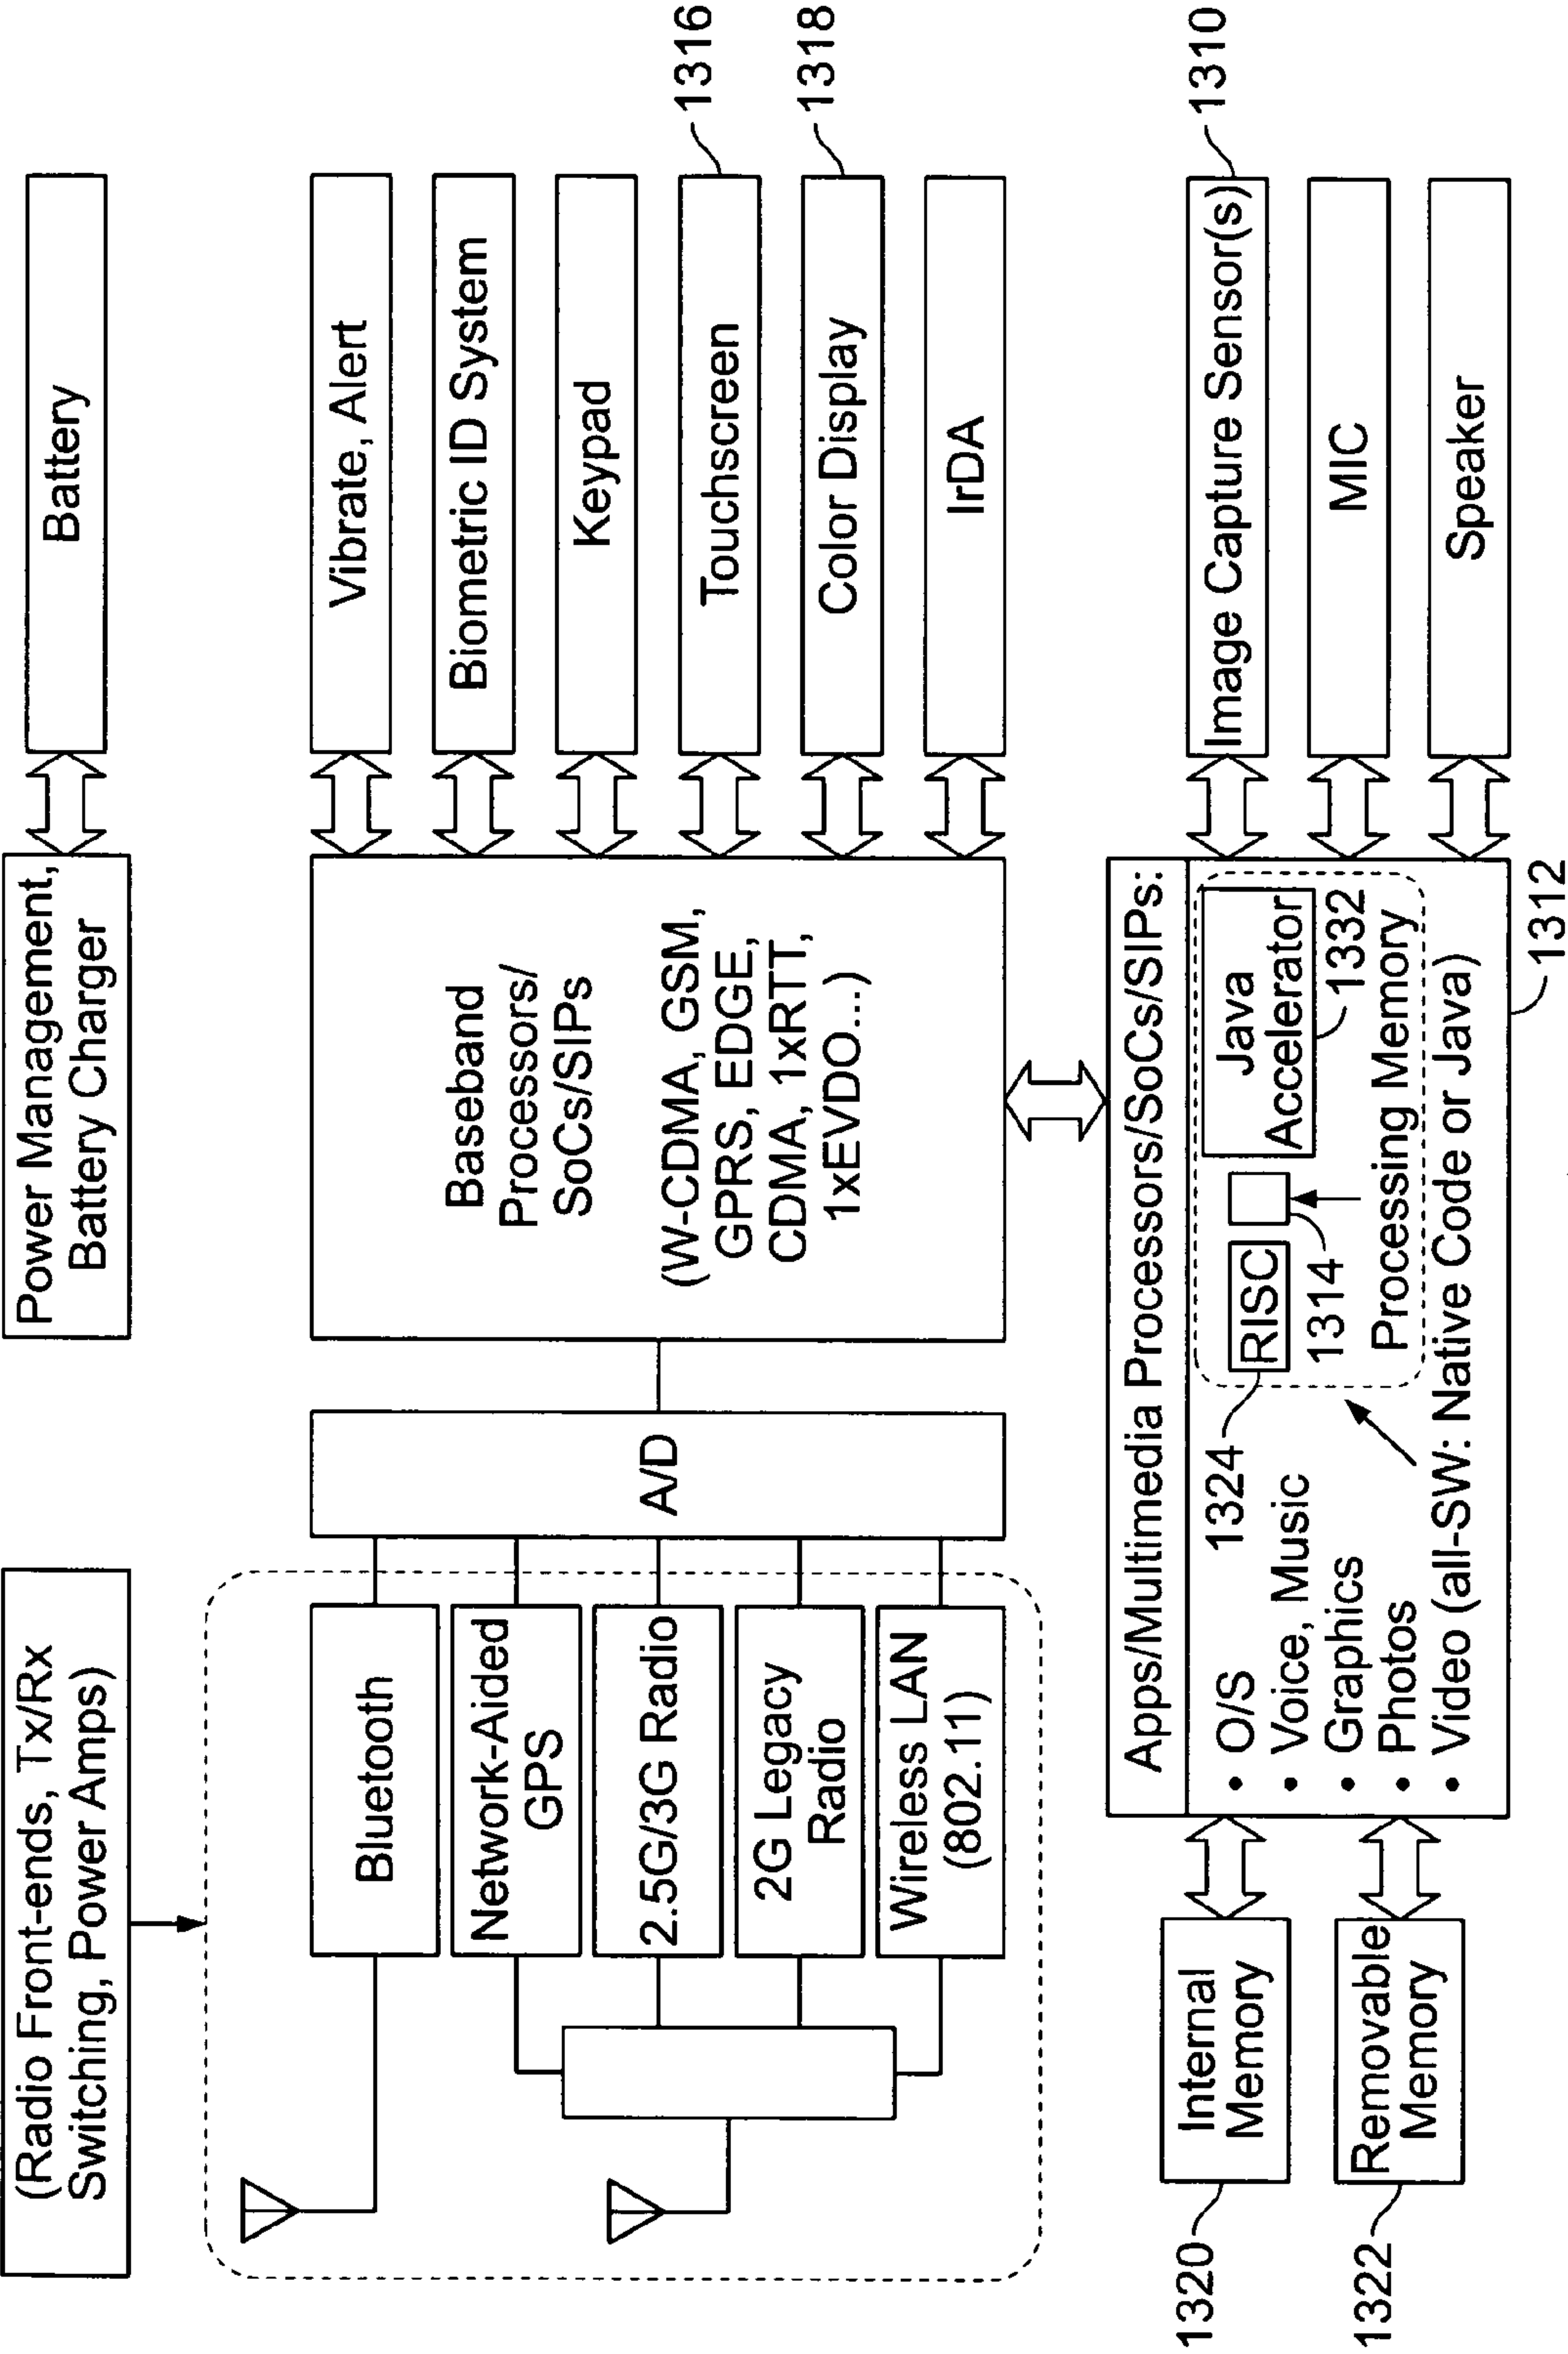 (Radio Front-ends, Tx/Rx
Switching, Power Amps)
Power Management,
Battery Charger
Battery
Bluetooth
Network-Aided
GPS
2.5G/3G Radio
2G Legacy
Radio
Wireless LAN
(802.11)
A/D
Baseband
Processors/
SoCs/SIPs
(W-CDMA, GSM,
GPRS, EDGE,
CDMA, 1xRTT,
1xEVDO...)
Vibrate, Alert
Biometric ID System
Keypad
Touchscreen
1316
Color Display
1318
IrDA
1320
Internal
Memory
1322
Removable
Memory
Apps/Multimedia Processors/SoCs/SIPs:
• O/S
• Voice, Music
• Graphics
• Photos
• Video (all-SW: Native Code or Java)
1324
RISC
1314
Java
Accelerator
1332
Processing Memory
1312
Image Capture Sensor(s)
1310
MIC
Speaker